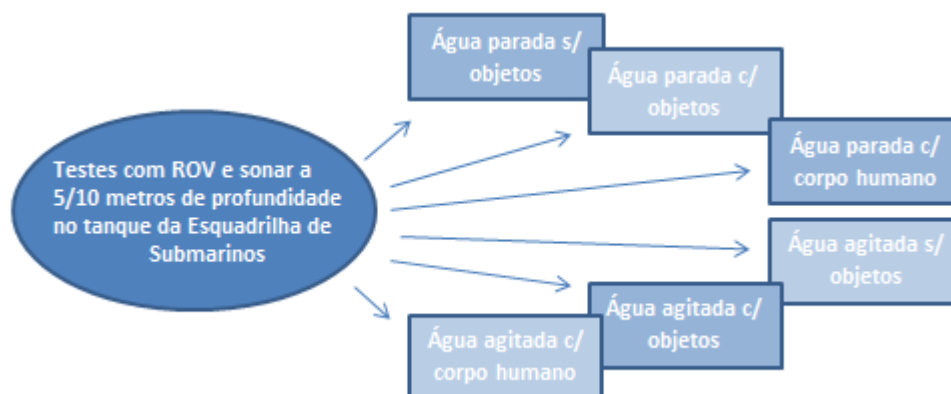 Testes com ROV e sonar a
5/10 metros de profundidade
no tanque da Esquadrilha de
Submarinos
Água parada s/
objetos
Água parada c/
objetos
Água parada c/
corpo humano
Água agitada s/
objetos
Água agitada c/
objetos
Água agitada c/
corpo humano